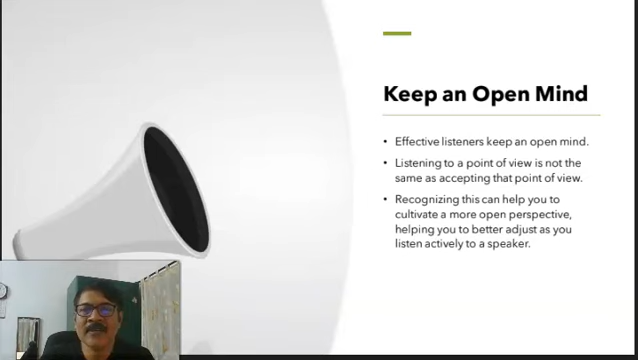 Keep an Open Mind
• Effective listeners keep an open mind.
• Listening to a point of view is not the
same as accepting that point of view.
• Recognizing this can help you to
cultivate a more open perspective,
helping you to better adjust as you
listen actively to a speaker.